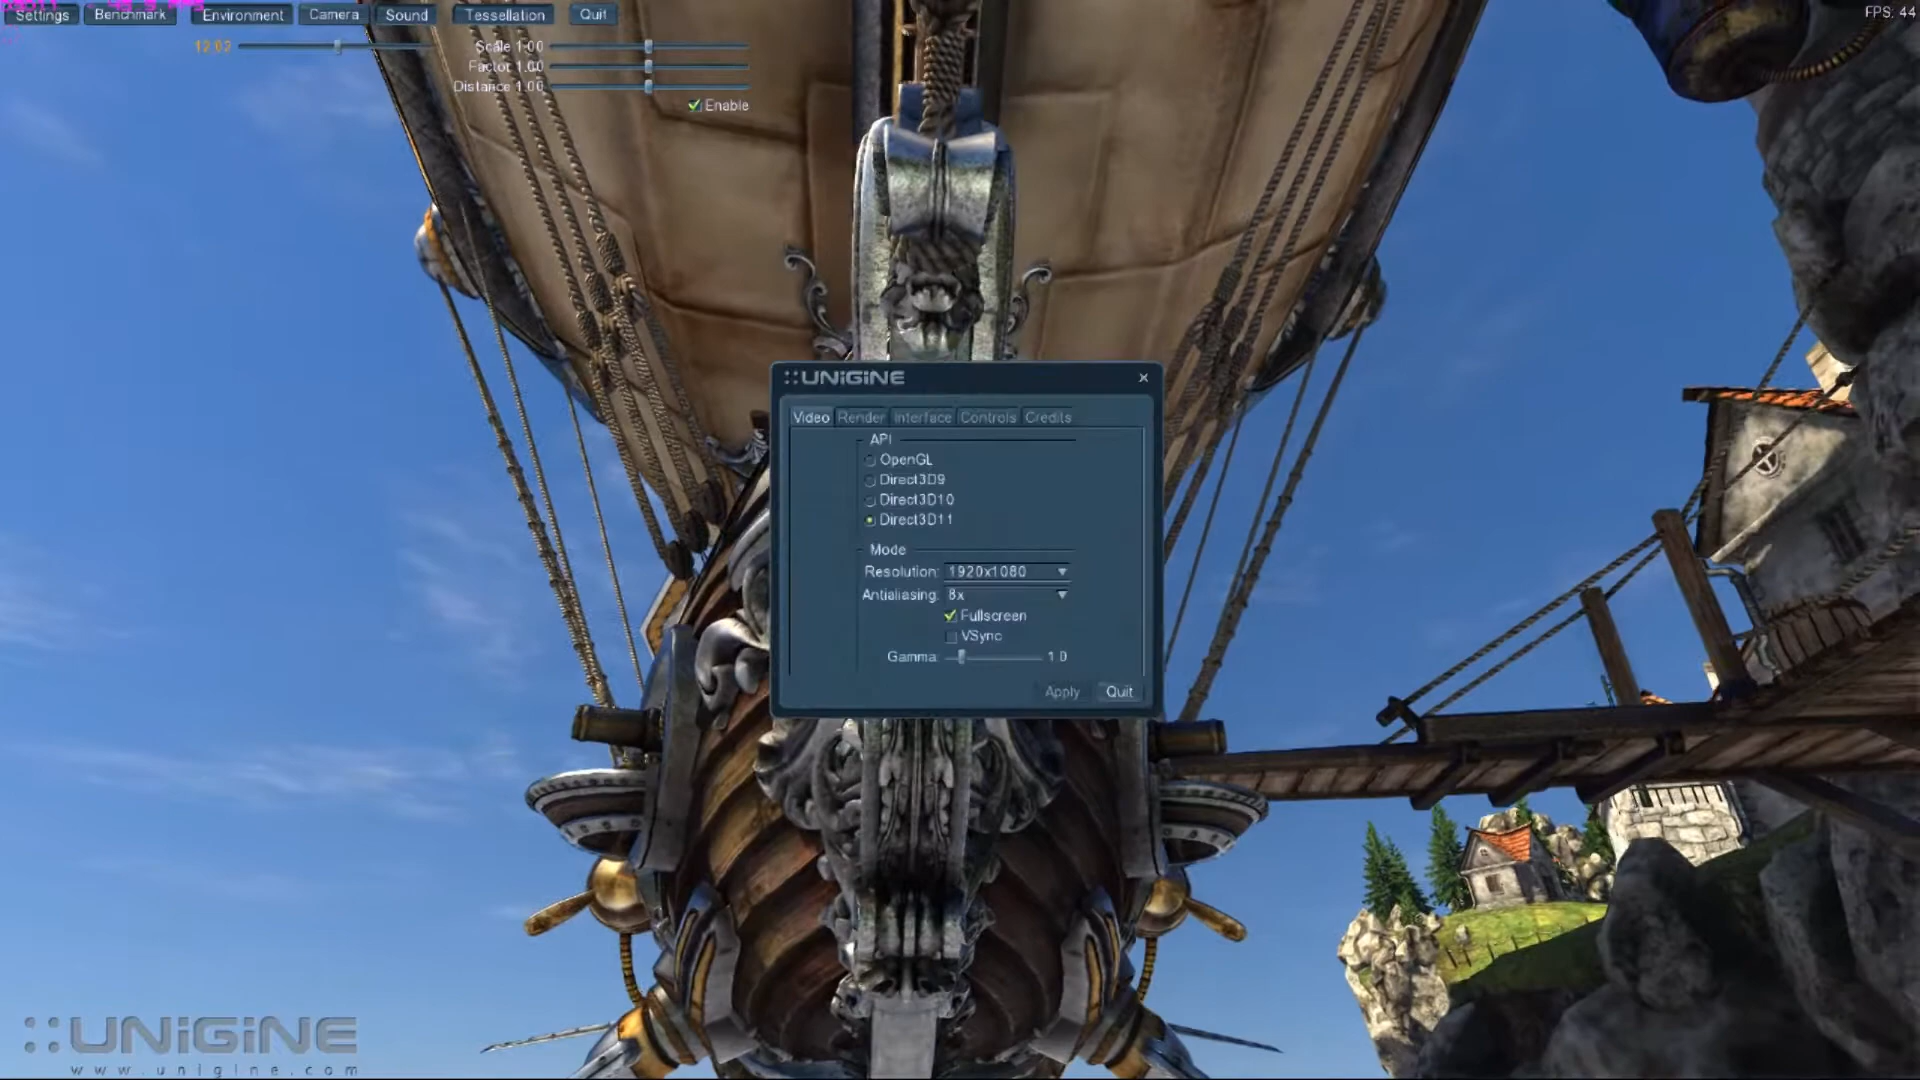 Settings Benchmark Environment Camera Sound Tessellation Quit
FPS: 44
12:02
Scale 1.00
Factor 1.00
Distance 1.00
Enable
UNiGiNE
Video Render Interface Controls Credits
API
OpenGL
Direct3D9
Direct3D10
Direct3D11
Mode
Resolution: 1920x1080
Antialiasing: 8x
Fullscreen
VSync
Gamma: 1.0
Apply Quit
UNiGiNE
www.unigine.com